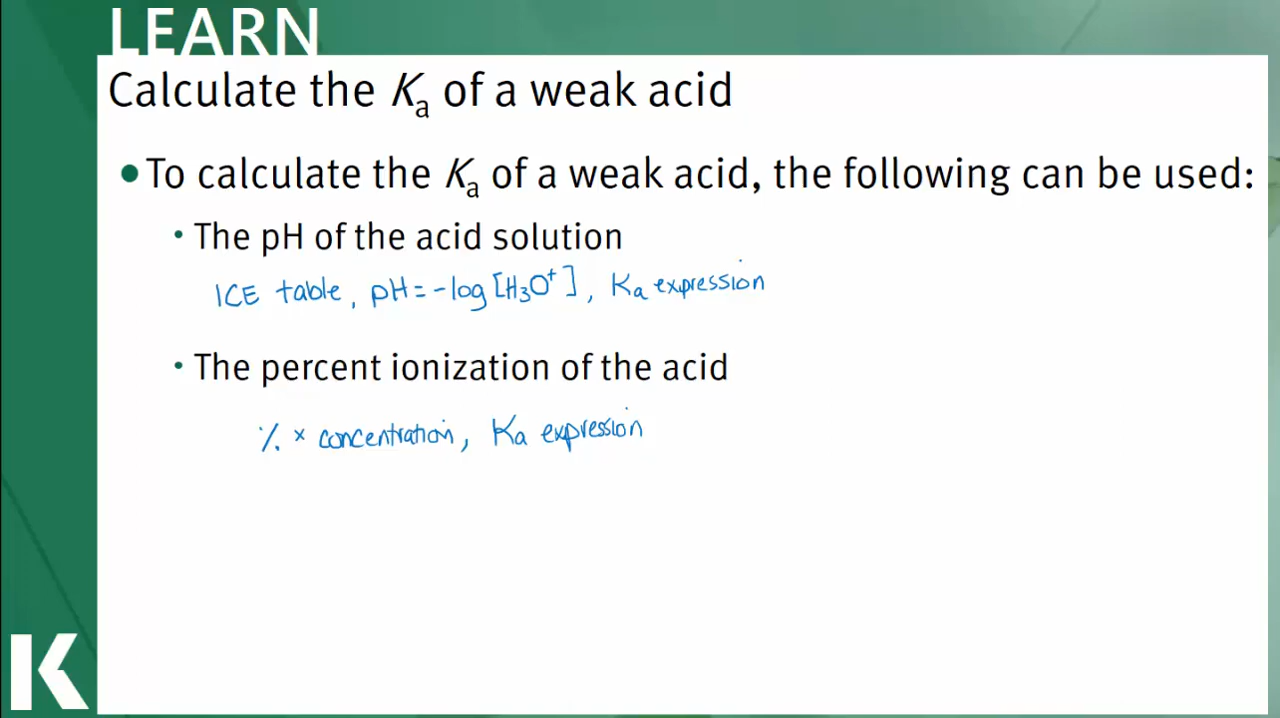 LEARN
Calculate the Ka of a weak acid
• To calculate the Ka of a weak acid, the following can be used:
• The pH of the acid solution
ICE table, pH = -log [H3O+], Ka expression
• The percent ionization of the acid
% × concentration, Ka expression
K